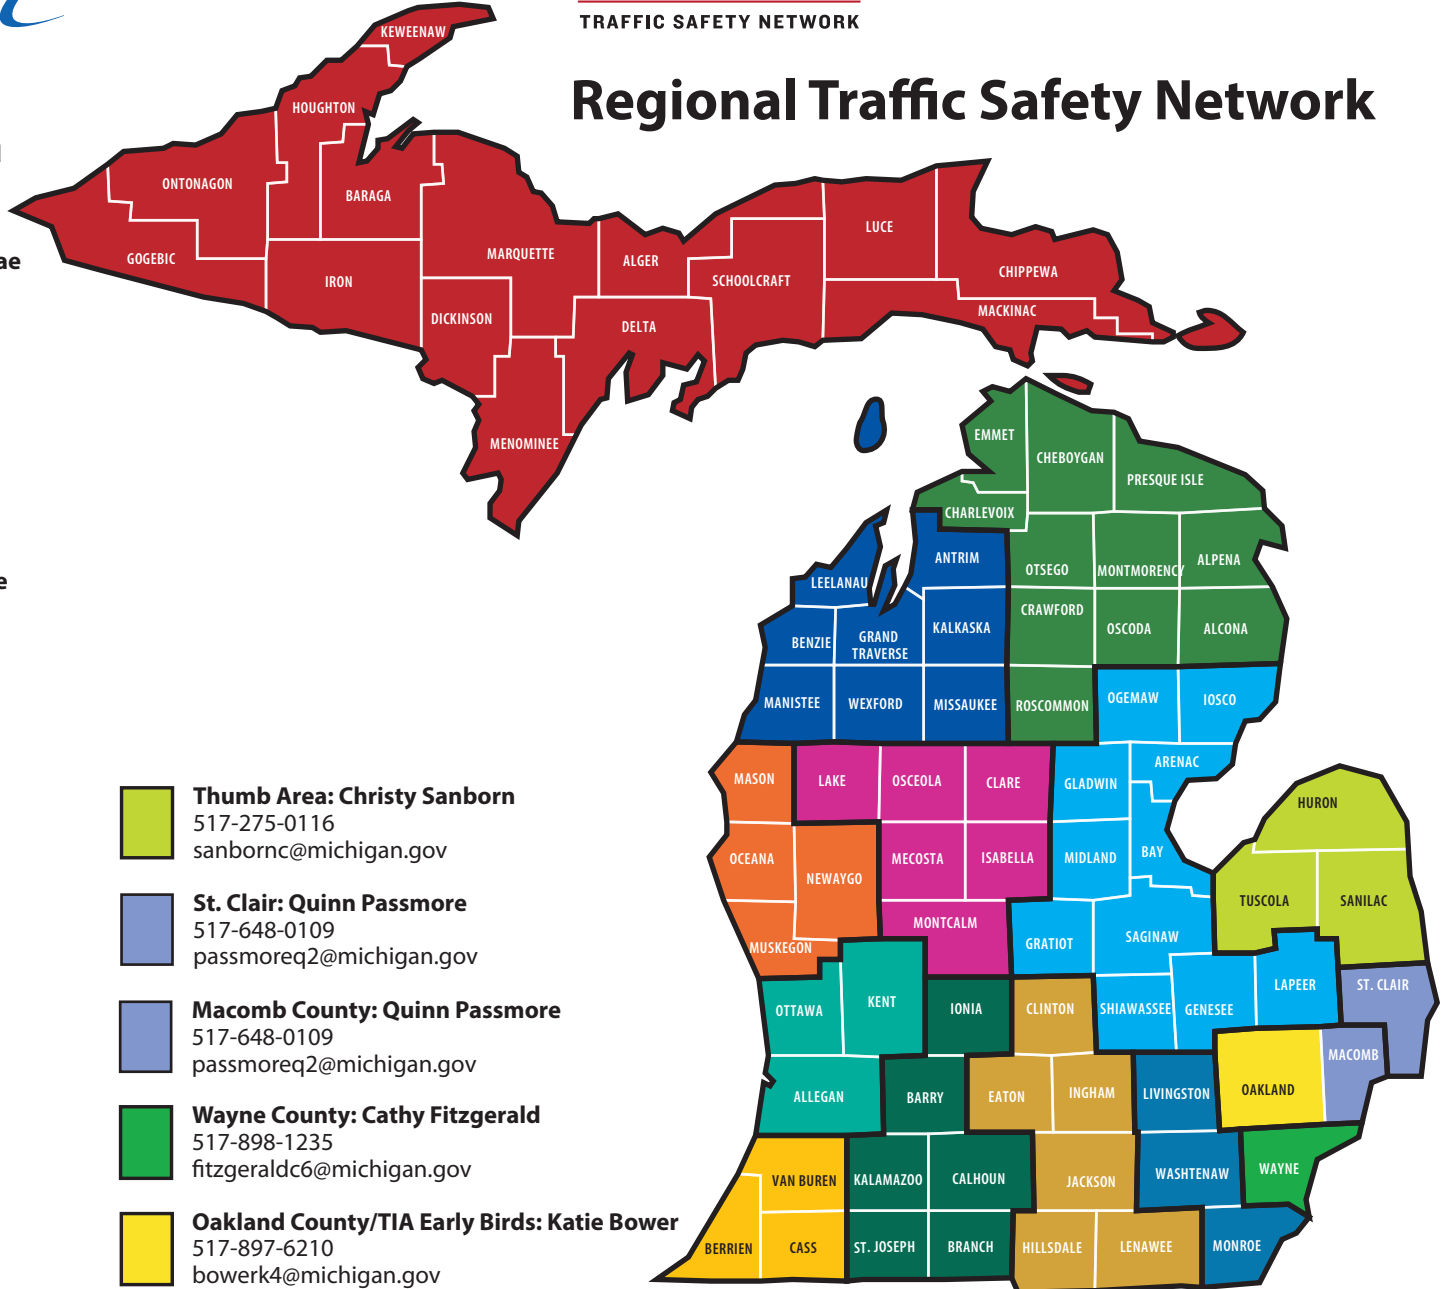 TRAFFIC SAFETY NETWORK
Regional Traffic Safety Network
KEWEENAW
HOUGHTON
ONTONAGON
BARAGA
GOGEBIC
IRON
MARQUETTE
DICKINSON
MENOMINEE
ALGER
DELTA
SCHOOLCRAFT
LUCE
CHIPPEWA
MACKINAC
ae
e
EMMET
CHEBOYGAN
PRESQUE ISLE
CHARLEVOIX
ANTRIM
OTSEGO
MONTMORENCY
ALPENA
LEELANAU
CRAWFORD
OSCODA
ALCONA
BENZIE
GRAND
TRAVERSE
KALKASKA
MANISTEE
WEXFORD
MISSAUKEE
ROSCOMMON
OGEMAW
IOSCO
MASON
LAKE
OSCEOLA
CLARE
GLADWIN
ARENAC
HURON
OCEANA
NEWAYGO
MECOSTA
ISABELLA
MIDLAND
BAY
TUSCOLA
SANILAC
MUSKEGON
MONTCALM
GRATIOT
SAGINAW
OTTAWA
KENT
IONIA
CLINTON
SHIAWASSEE
GENESEE
LAPEER
ST. CLAIR
ALLEGAN
BARRY
EATON
INGHAM
LIVINGSTON
OAKLAND
MACOMB
VAN BUREN
KALAMAZOO
CALHOUN
JACKSON
WASHTENAW
WAYNE
BERRIEN
CASS
ST. JOSEPH
BRANCH
HILLSDALE
LENAWEE
MONROE
Thumb Area: Christy Sanborn
517-275-0116
sanbornc@michigan.gov
St. Clair: Quinn Passmore
517-648-0109
passmoreq2@michigan.gov
Macomb County: Quinn Passmore
517-648-0109
passmoreq2@michigan.gov
Wayne County: Cathy Fitzgerald
517-898-1235
fitzgeraldc6@michigan.gov
Oakland County/TIA Early Birds: Katie Bower
517-897-6210
bowerk4@michigan.gov